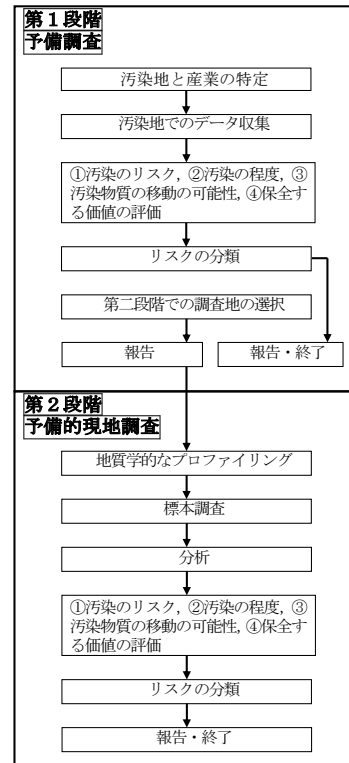 第１段階
予備調査
汚染地と産業の特定
汚染地でのデータ収集
①汚染のリスク，②汚染の程度，③
汚染物質の移動の可能性，④保全す
る価値の評価
リスクの分類
第二段階での調査地の選択
報告
報告・終了
第２段階
予備的現地調査
地質学的なプロファイリング
標本調査
分析
①汚染のリスク，②汚染の程度，③
汚染物質の移動の可能性，④保全す
る価値の評価
リスクの分類
報告・終了